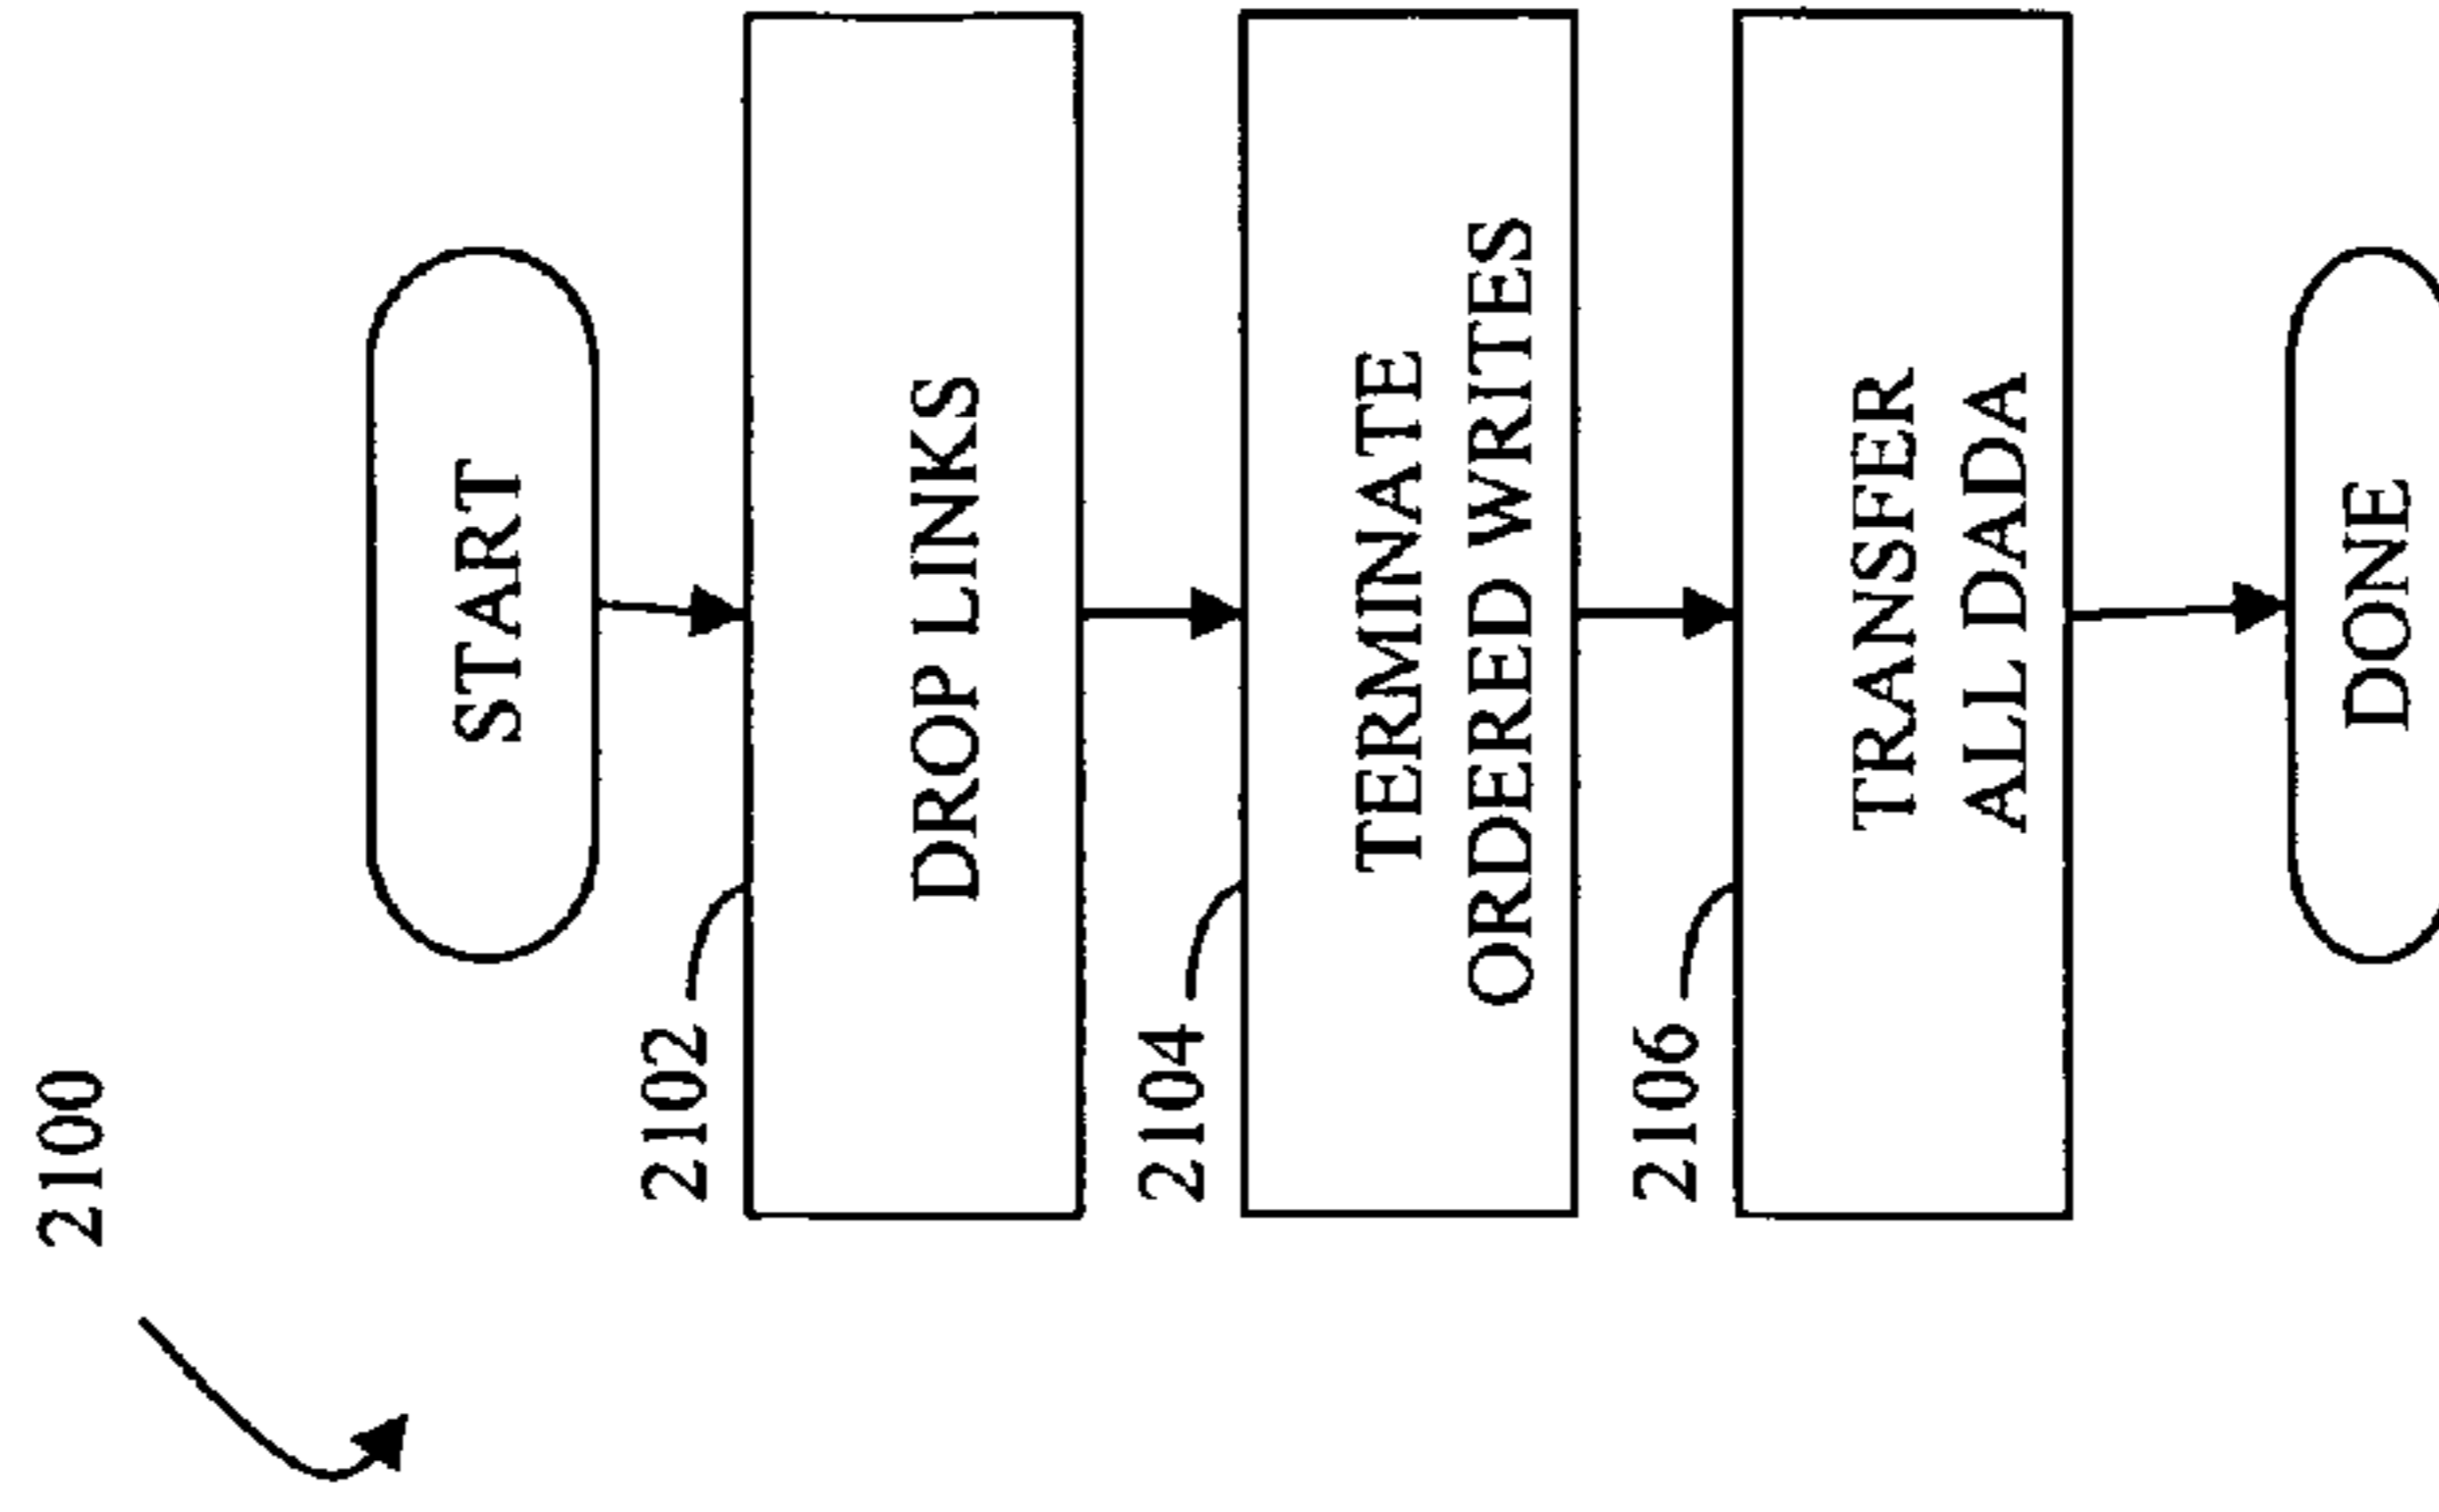 2100
START
2102
DROP LINKS
2104
TERMINATE
ORDERED WRITES
2106
TRANSFER
ALL DADA
DONE